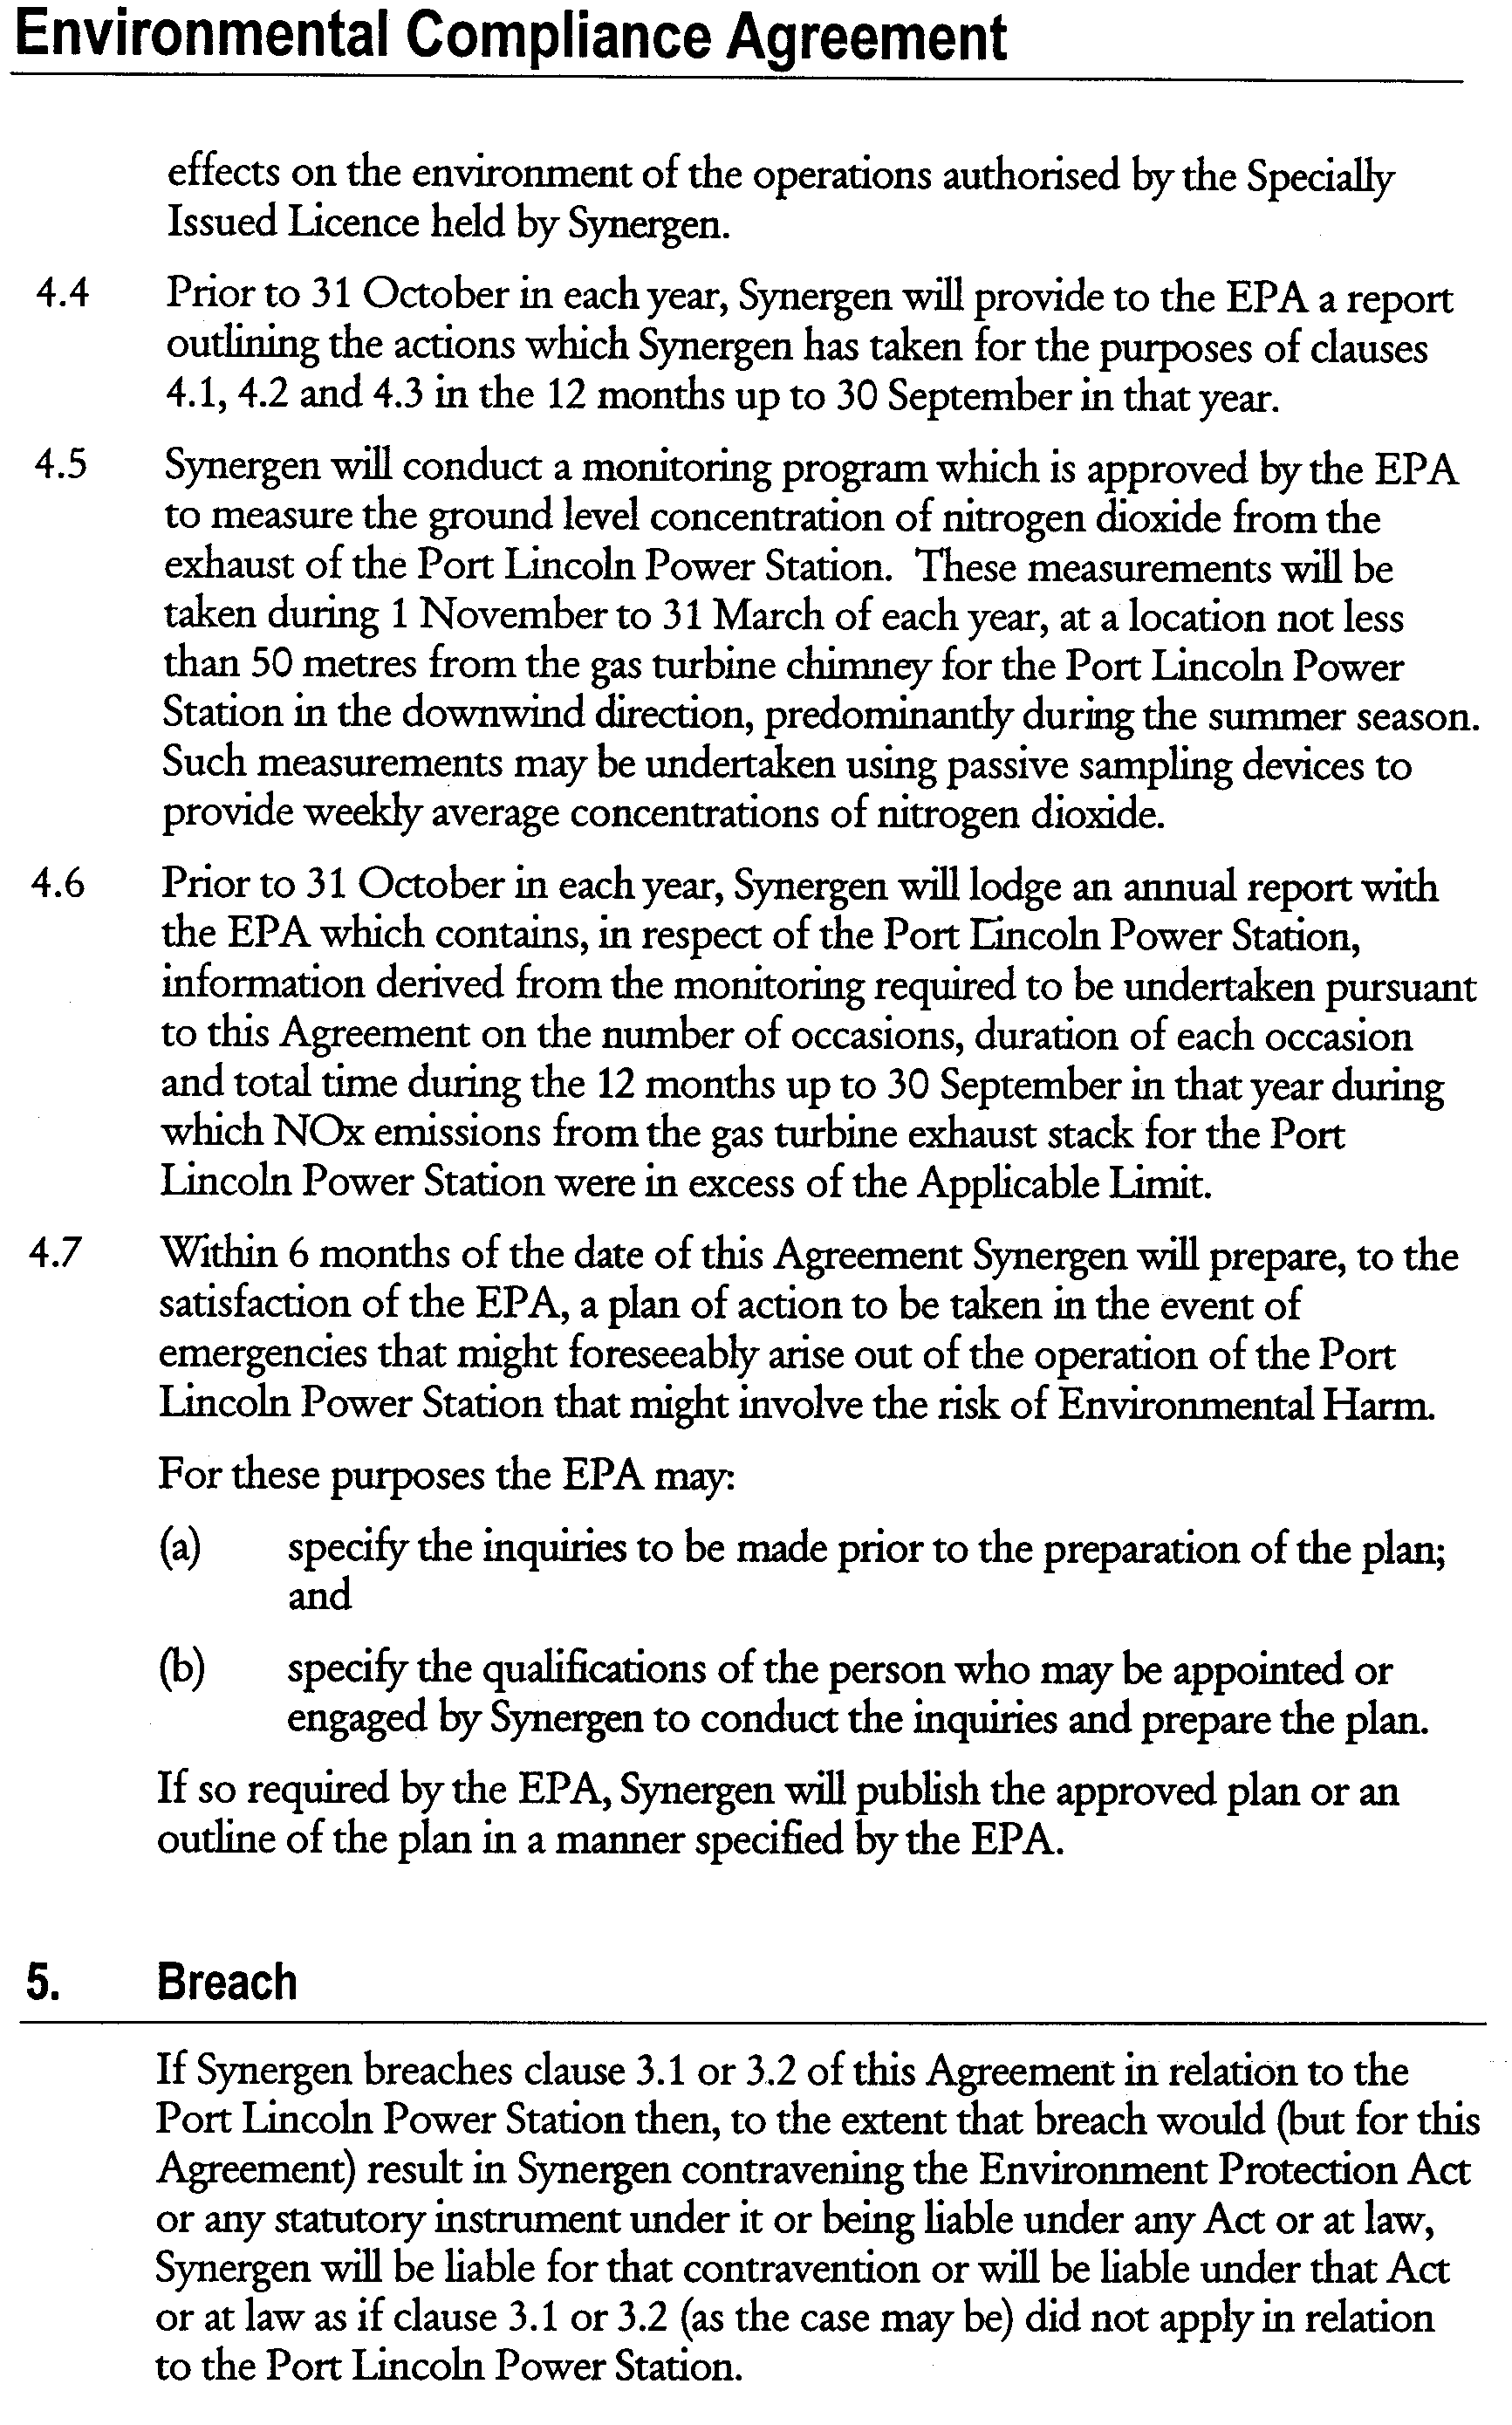 Environmental Compliance Agreement
effects on the environment of the operations authorised by the Specially
Issued Licence held by Synergen.
4.4 Prior to 31 October in each year, Synergen will provide to the EPA a report
outlining the actions which Synergen has taken for the purposes of clauses
4.1, 4.2 and 4.3 in the 12 months up to 30 September in that year.
4.5 Synergen will conduct a monitoring program which is approved by the EPA
to measure the ground level concentration of nitrogen dioxide from the
exhaust of the Port Lincoln Power Station. These measurements will be
taken during 1 November to 31 March of each year, at a location not less
than 50 metres from the gas turbine chimney for the Port Lincoln Power
Station in the downwind direction, predominantly during the summer season.
Such measurements may be undertaken using passive sampling devices to
provide weekly average concentrations of nitrogen dioxide.
4.6 Prior to 31 October in each year, Synergen will lodge an annual report with
the EPA which contains, in respect of the Port Lincoln Power Station,
information derived from the monitoring required to be undertaken pursuant
to this Agreement on the number of occasions, duration of each occasion
and total time during the 12 months up to 30 September in that year during
which NOx emissions from the gas turbine exhaust stack for the Port
Lincoln Power Station were in excess of the Applicable Limit.
4.7 Within 6 months of the date of this Agreement Synergen will prepare, to the
satisfaction of the EPA, a plan of action to be taken in the event of
emergencies that might foreseeably arise out of the operation of the Port
Lincoln Power Station that might involve the risk of Environmental Harm.
For these purposes the EPA may:
(a) specify the inquiries to be made prior to the preparation of the plan;
and
(b) specify the qualifications of the person who may be appointed or
engaged by Synergen to conduct the inquiries and prepare the plan.
If so required by the EPA, Synergen will publish the approved plan or an
outline of the plan in a manner specified by the EPA.
5. Breach
If Synergen breaches clause 3.1 or 3.2 of this Agreement in relation to the
Port Lincoln Power Station then, to the extent that breach would (but for this
Agreement) result in Synergen contravening the Environment Protection Act
or any statutory instrument under it or being liable under any Act or at law,
Synergen will be liable for that contravention or will be liable under that Act
or at law as if clause 3.1 or 3.2 (as the case may be) did not apply in relation
to the Port Lincoln Power Station.